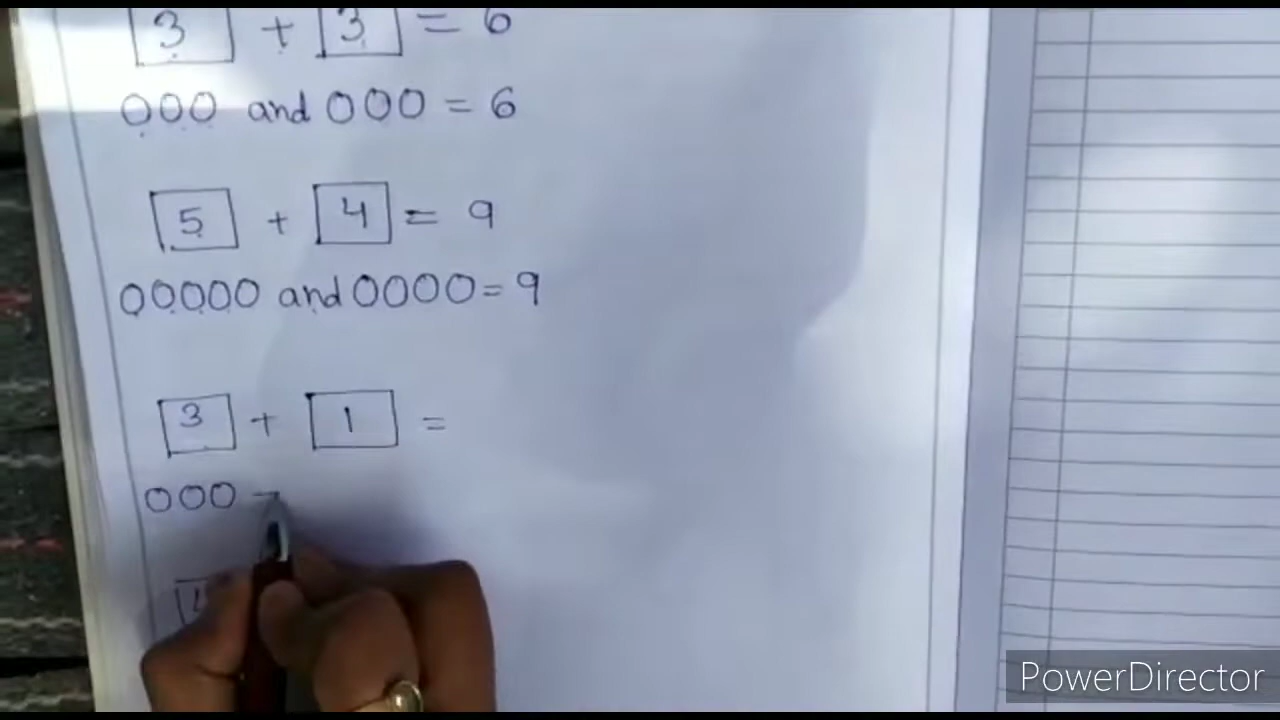 3 + 3 = 6
000 and 000 = 6
5 + 4 = 9
00000 and 0000 = 9
3 + 1 =
000
PowerDirector